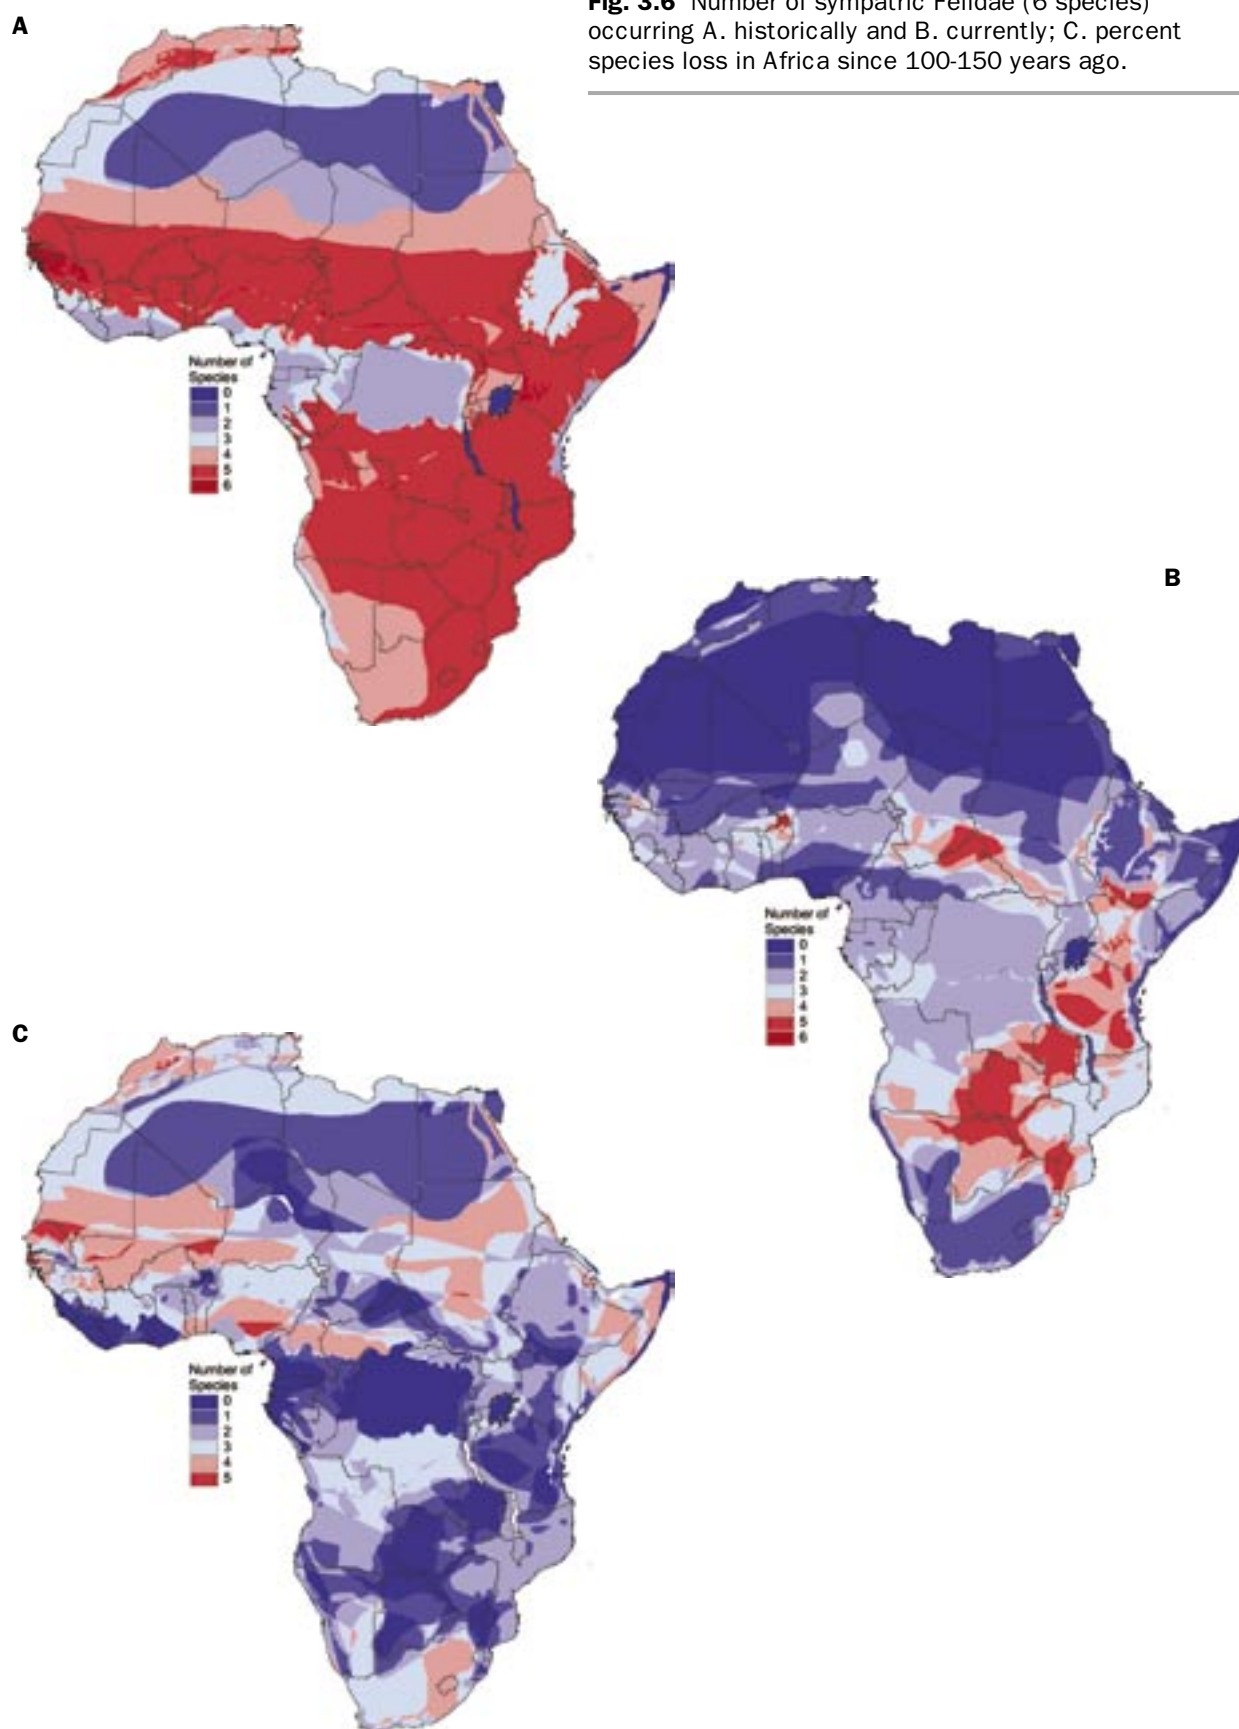 A
Fig. 3.6 Number of sympatric Felidae (6 species)
occurring A. historically and B. currently; C. percent
species loss in Africa since 100-150 years ago.
Number of
Species
0
1
2
3
4
5
6
B
Number of
Species
0
1
2
3
4
5
6
C
Number of
Species
0
1
2
3
4
5